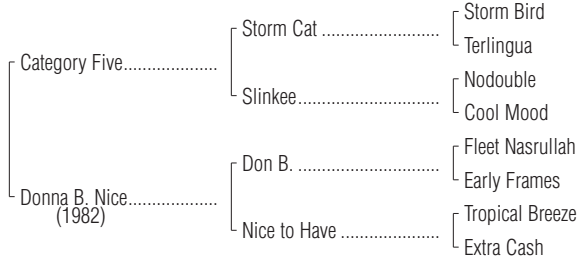 Storm Bird
Storm Cat ........................
Terlingua
Category Five...................
Nodouble
Slinkee.............................
Cool Mood
Fleet Nasrullah
Don B. .............................
Early Frames
Donna B. Nice..................
(1982)
Tropical Breeze
Nice to Have ....................
Extra Cash